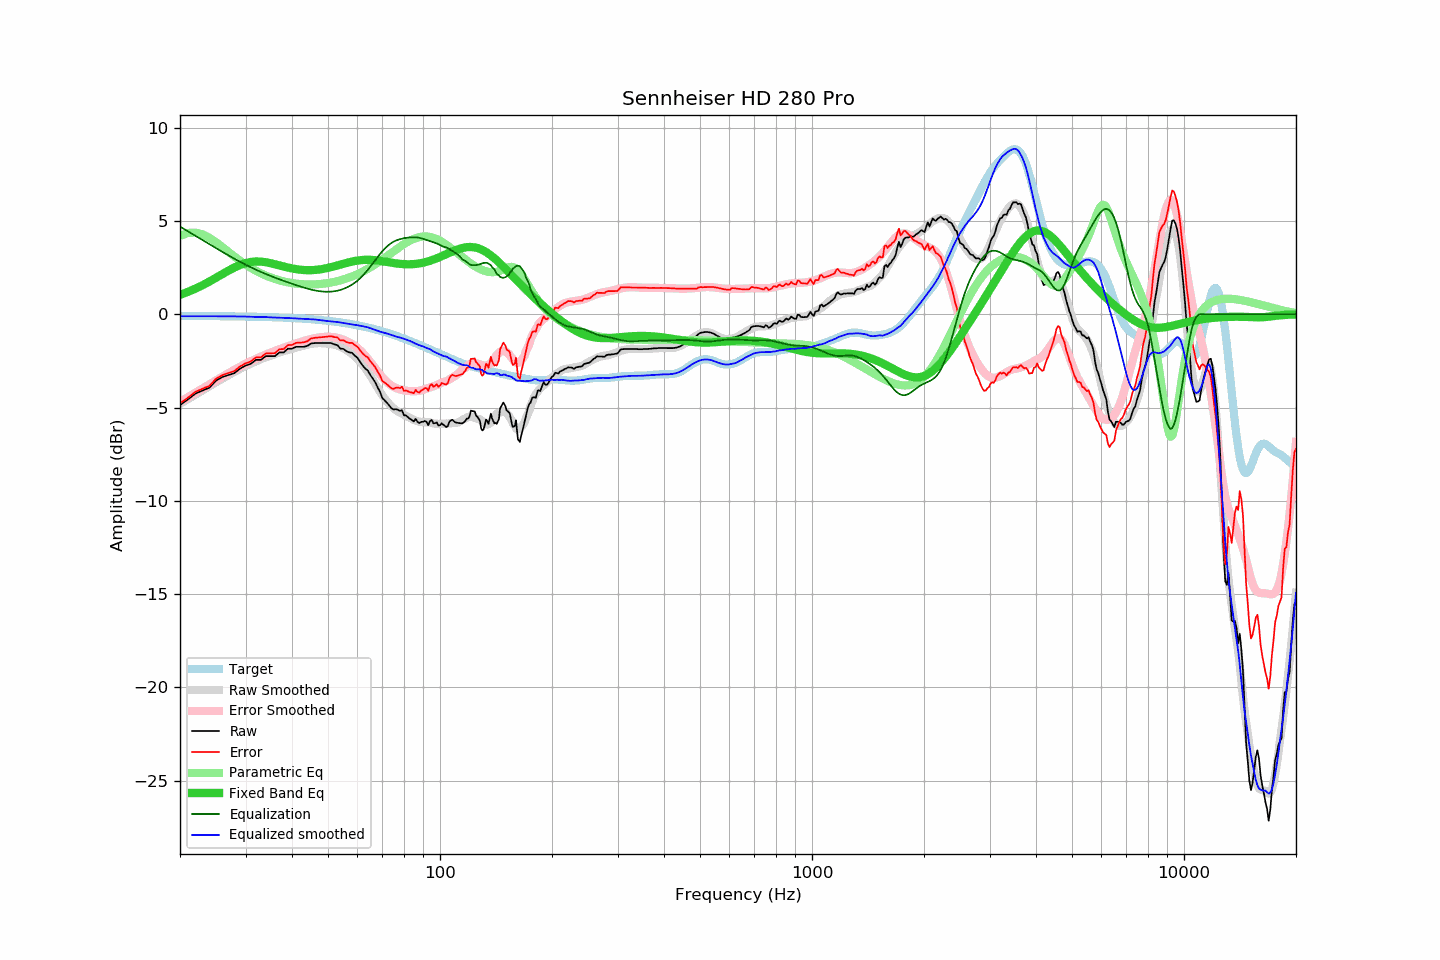 Sennheiser HD 280 Pro
10
5
0
−5
−10
−15
−20
−25
Amplitude (dBr)
Target
Raw Smoothed
Error Smoothed
Raw
Error
Parametric Eq
Fixed Band Eq
Equalization
Equalized smoothed
100
1000
10000
Frequency (Hz)